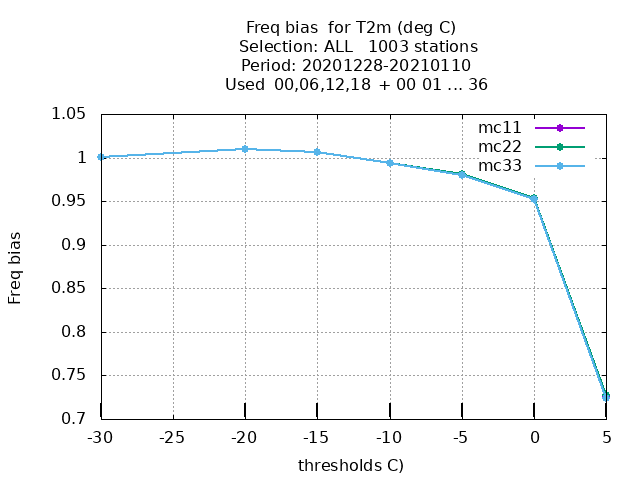 Freq bias  for T2m (deg C)
Selection: ALL   1003 stations
Period: 20201228-20210110
Used  00,06,12,18  + 00 01 ... 36
mc11
mc22
mc33
1.05
1
0.95
0.9
0.85
0.8
0.75
0.7
Freq bias
-30
-25
-20
-15
-10
-5
0
5
thresholds C)